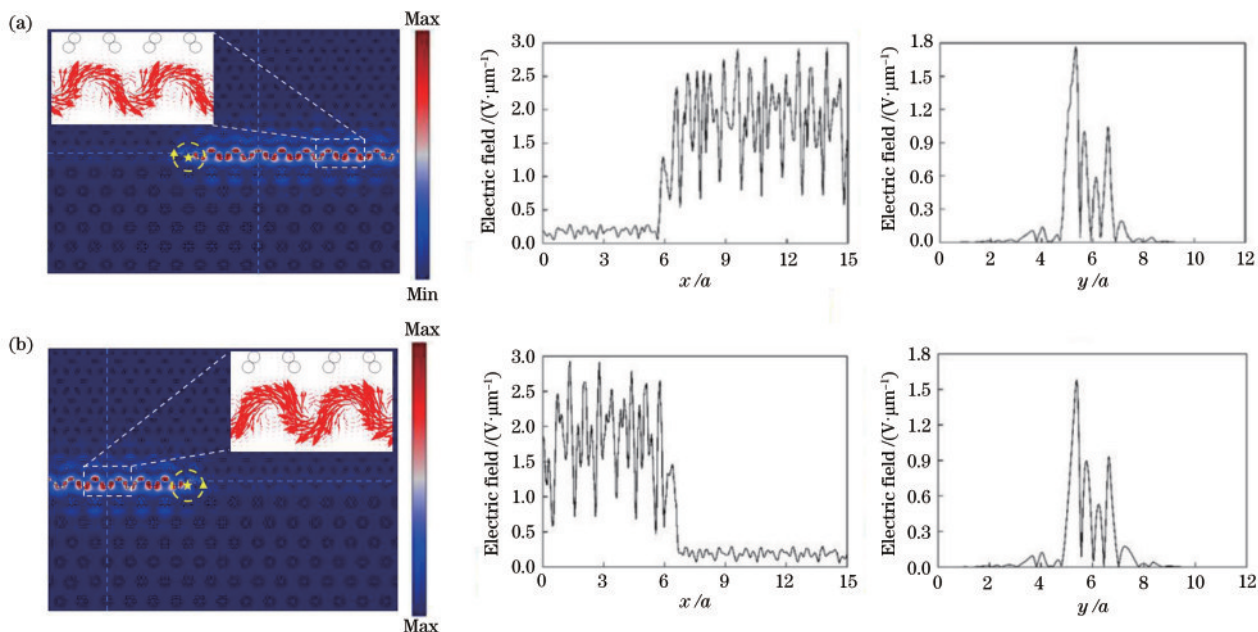 (a)
Max
Min
Electric field /(V·μm⁻¹)
3.0
2.5
2.0
1.5
1.0
0.5
0.0
0 3 6 9 12 15
x /a
Electric field /(V·μm⁻¹)
1.8
1.5
1.2
0.9
0.6
0.3
0.0
0 2 4 6 8 10 12
y /a
(b)
Max
Max
Electric field /(V·μm⁻¹)
3.0
2.5
2.0
1.5
1.0
0.5
0.0
0 3 6 9 12 15
x /a
Electric field /(V·μm⁻¹)
1.8
1.5
1.2
0.9
0.6
0.3
0.0
0 2 4 6 8 10 12
y /a